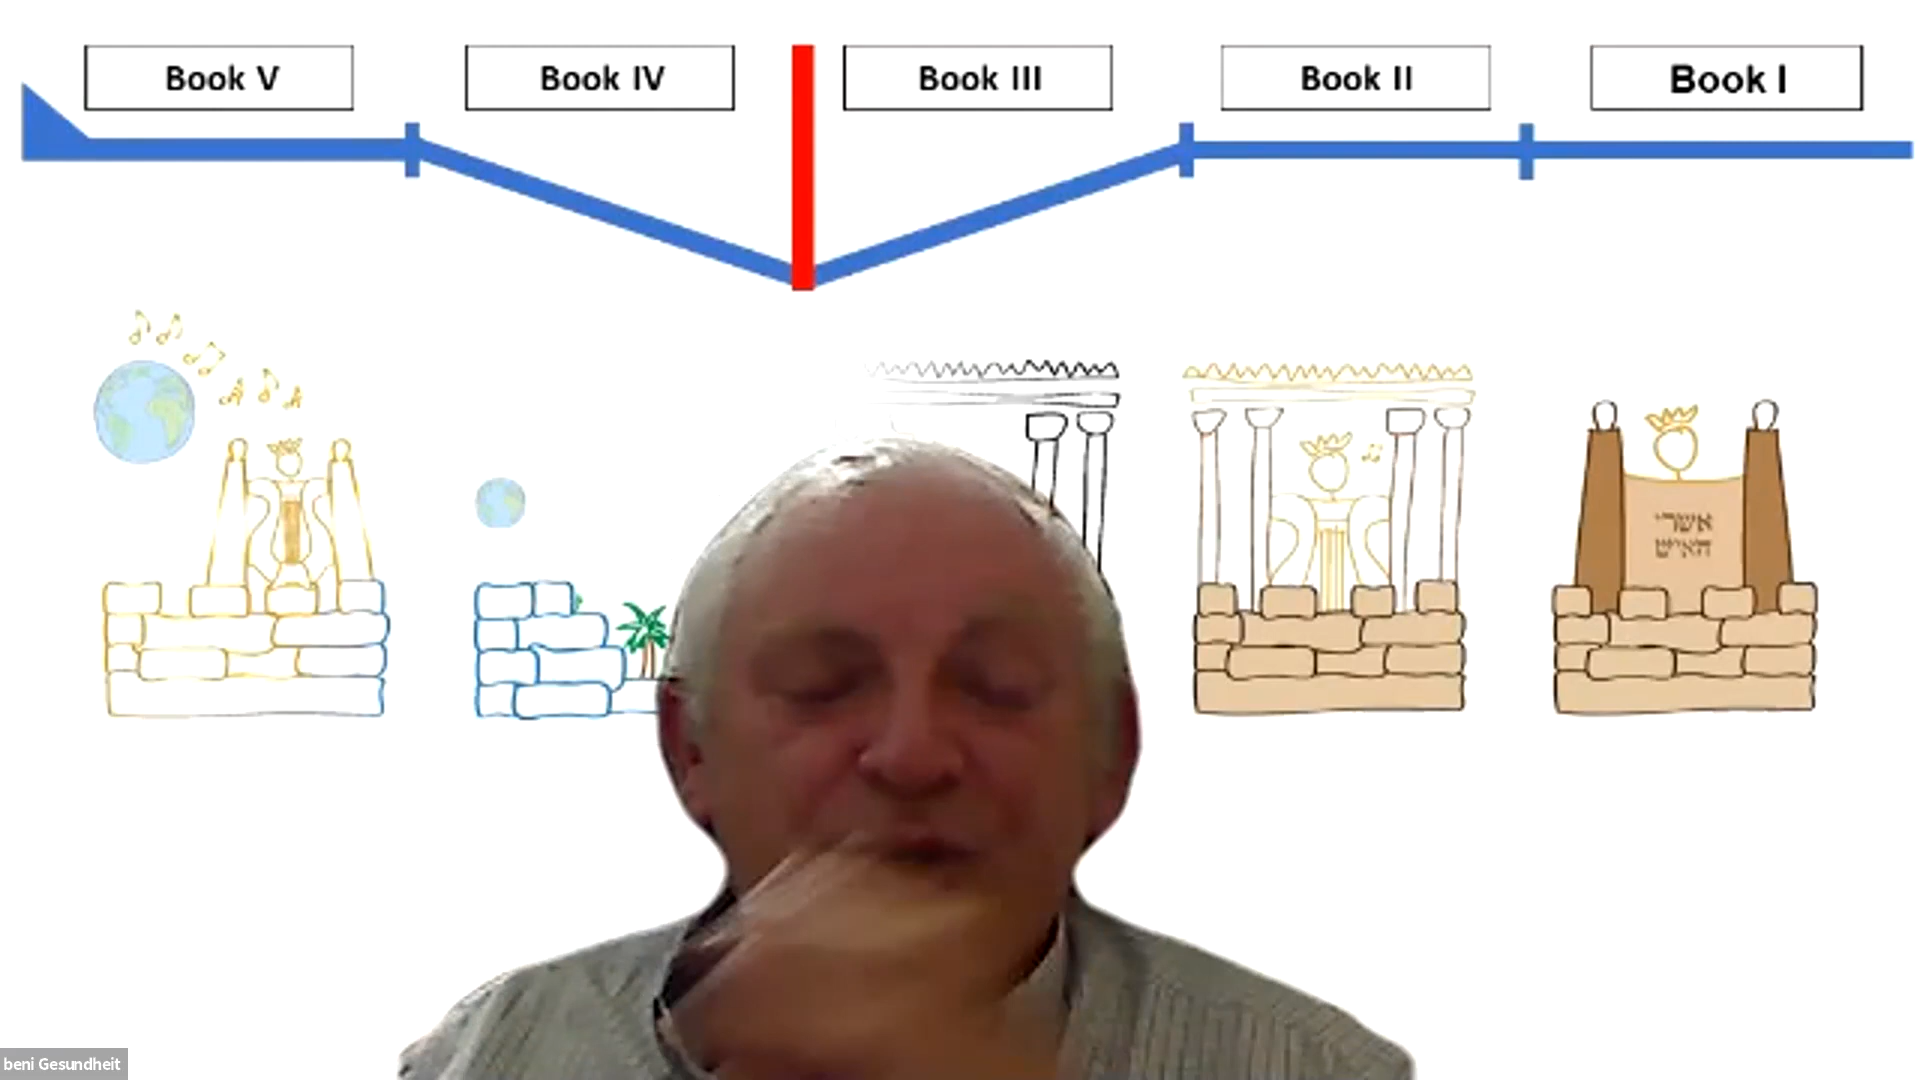 Book V
Book IV
Book III
Book II
Book I
אשרי
האיש
beni Gesundheit